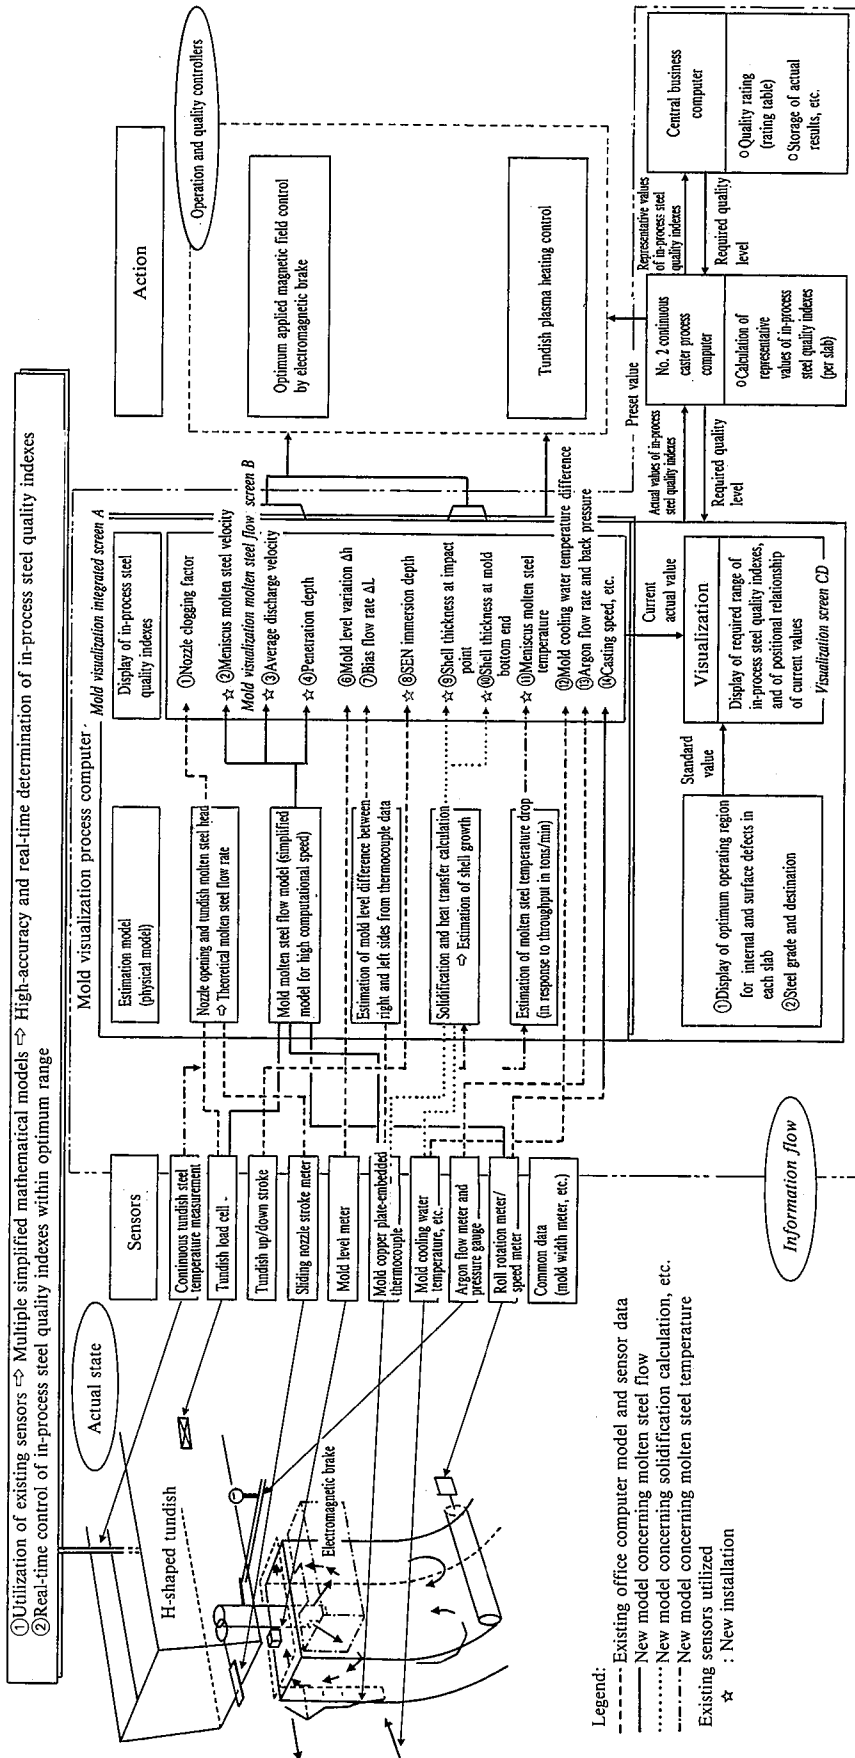 ①Utilization of existing sensors ⇨ Multiple simplified mathematical models ⇨ High-accuracy and real-time determination of in-process steel quality indexes
②Real-time control of in-process steel quality indexes within optimum range
Actual state
H-shaped tundish
Electromagnetic brake
Sensors
Continuous tundish steel
temperature measurement
Tundish load cell
Tundish up/down stroke
Sliding nozzle stroke meter
Mold level meter
Mold copper plate-embedded
thermocouple
Mold cooling water
temperature, etc.
Argon flow meter and
pressure gauge
Roll rotation meter/
speed meter
Common data
(mold width meter, etc.)
Mold visualization process computer
Estimation model
(physical model)
Nozzle opening and tundish molten steel head
⇨ Theoretical molten steel flow rate
Mold molten steel flow model (simplified
model for high computational speed)
Estimation of mold level difference between
right and left sides from thermocouple data
Solidification and heat transfer calculation
⇨ Estimation of shell growth
Estimation of molten steel temperature drop
(in response to throughput in tons/min)
Mold visualization integrated screen A
Display of in-process steel
quality indexes
①Nozzle clogging factor
☆ ②Meniscus molten steel velocity
Mold visualization molten steel flow screen B
☆ ③Average discharge velocity
☆ ④Penetration depth
⑥Mold level variation Δh
⑦Bias flow rate ΔL
☆ ⑧SEN immersion depth
☆ ⑨Shell thickness at impact
point
☆ ⑩Shell thickness at mold
bottom end
☆ ⑪Meniscus molten steel
temperature
⑫Mold cooling water temperature difference
⑬Argon flow rate and back pressure
⑭Casting speed, etc.
Action
Operation and quality controllers
Optimum applied magnetic field control
by electromagnetic brake
Tundish plasma heating control
Preset value
①Display of optimum operating region
for internal and surface defects in
each slab
②Steel grade and destination
Standard
value
Current
actual value
Visualization
Display of required range of
in-process steel quality indexes,
and of positional relationship
of current values
Visualization screen CD
Actual values of in-process
steel quality indexes
Required quality
level
No. 2 continuous
caster process
computer
○Calculation of
representative
values of in-process
steel quality indexes
(per slab)
Representative values
of in-process steel
quality indexes
Required quality
level
Central business
computer
○Quality rating
(rating table)
○Storage of actual
results, etc.
Information flow
Legend:
Existing office computer model and sensor data
New model concerning molten steel flow
New model concerning solidification calculation, etc.
New model concerning molten steel temperature
Existing sensors utilized
☆ : New installation